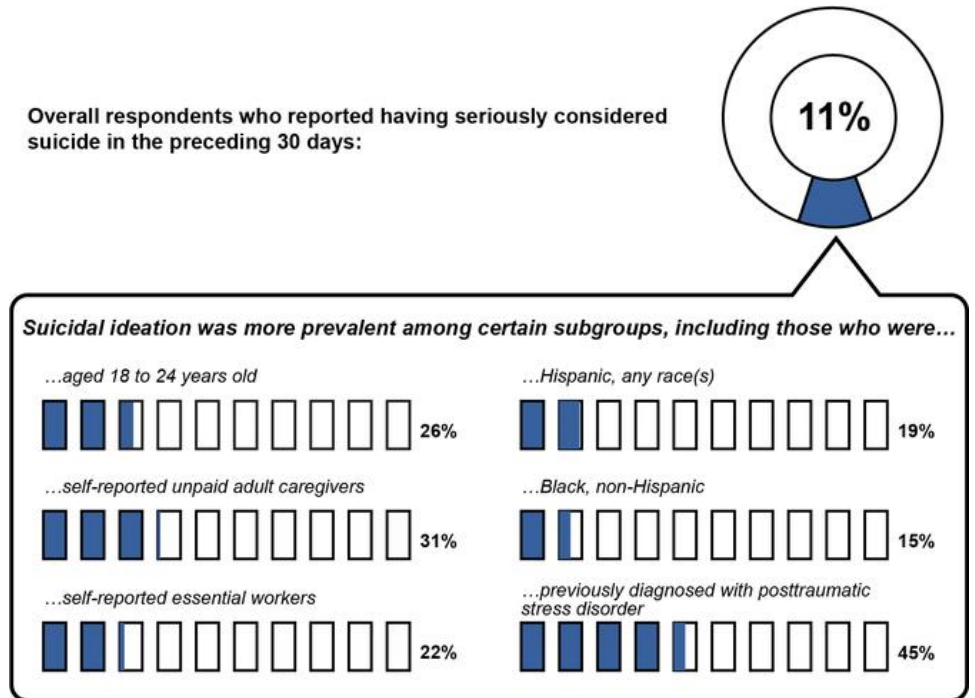 Overall respondents who reported having seriously considered
suicide in the preceding 30 days:
11%
Suicidal ideation was more prevalent among certain subgroups, including those who were…
…aged 18 to 24 years old
26%
…self-reported unpaid adult caregivers
31%
…self-reported essential workers
22%
…Hispanic, any race(s)
19%
…Black, non-Hispanic
15%
…previously diagnosed with posttraumatic
stress disorder
45%